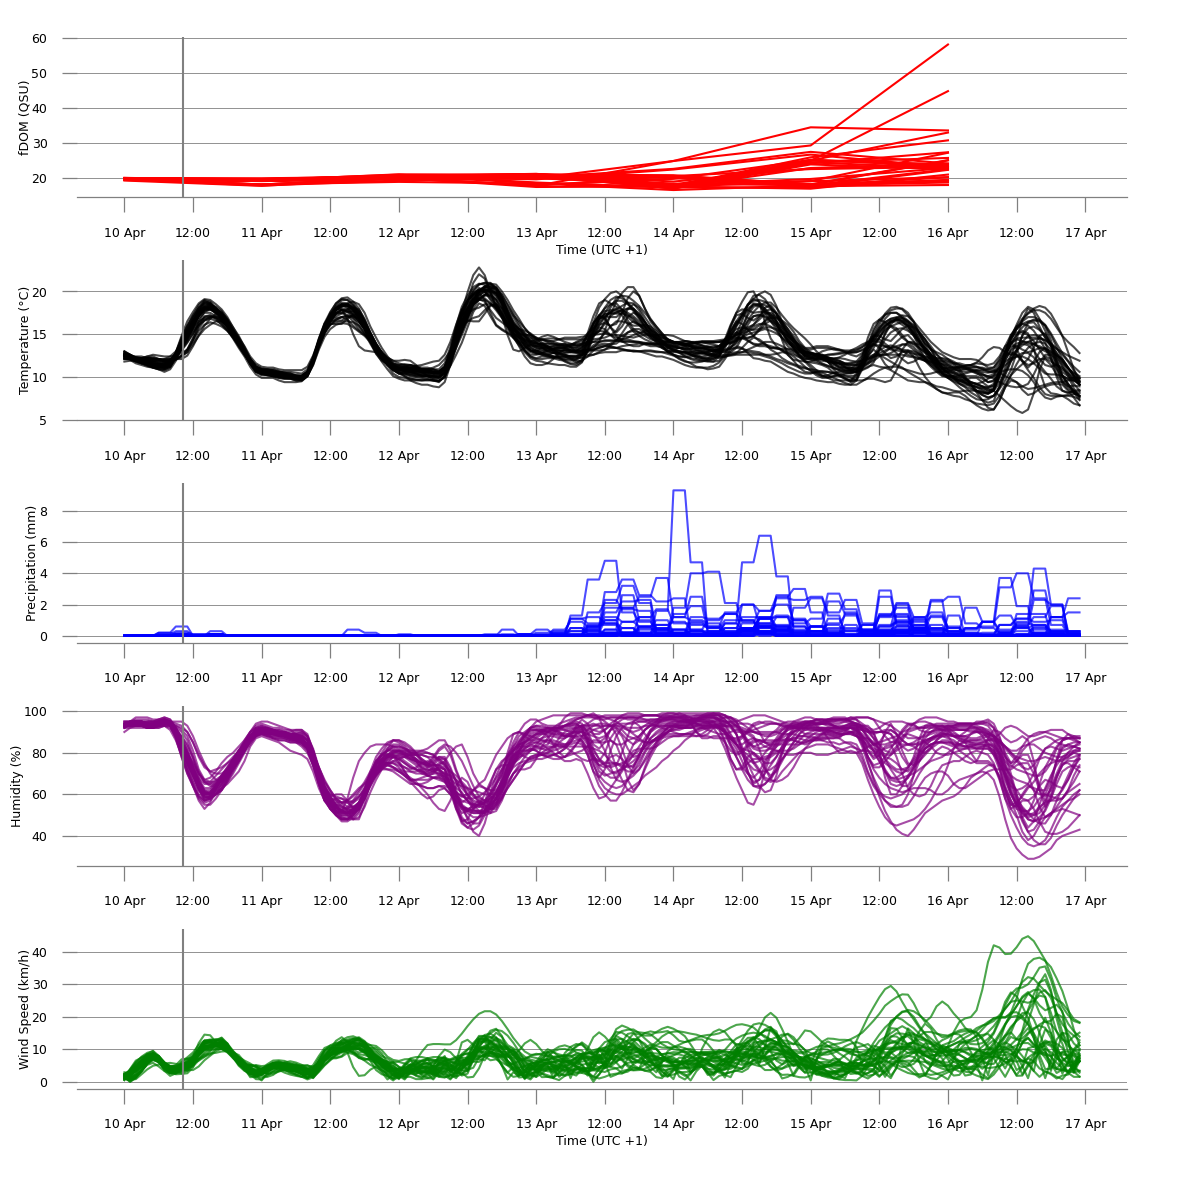 60
50
40
30
20
fDOM (QSU)
10 Apr 12:00 11 Apr 12:00 12 Apr 12:00 13 Apr 12:00 14 Apr 12:00 15 Apr 12:00 16 Apr 12:00 17 Apr
Time (UTC +1)
20
15
10
5
Temperature (°C)
10 Apr 12:00 11 Apr 12:00 12 Apr 12:00 13 Apr 12:00 14 Apr 12:00 15 Apr 12:00 16 Apr 12:00 17 Apr
8
6
4
2
0
Precipitation (mm)
10 Apr 12:00 11 Apr 12:00 12 Apr 12:00 13 Apr 12:00 14 Apr 12:00 15 Apr 12:00 16 Apr 12:00 17 Apr
100
80
60
40
Humidity (%)
10 Apr 12:00 11 Apr 12:00 12 Apr 12:00 13 Apr 12:00 14 Apr 12:00 15 Apr 12:00 16 Apr 12:00 17 Apr
40
30
20
10
0
Wind Speed (km/h)
10 Apr 12:00 11 Apr 12:00 12 Apr 12:00 13 Apr 12:00 14 Apr 12:00 15 Apr 12:00 16 Apr 12:00 17 Apr
Time (UTC +1)